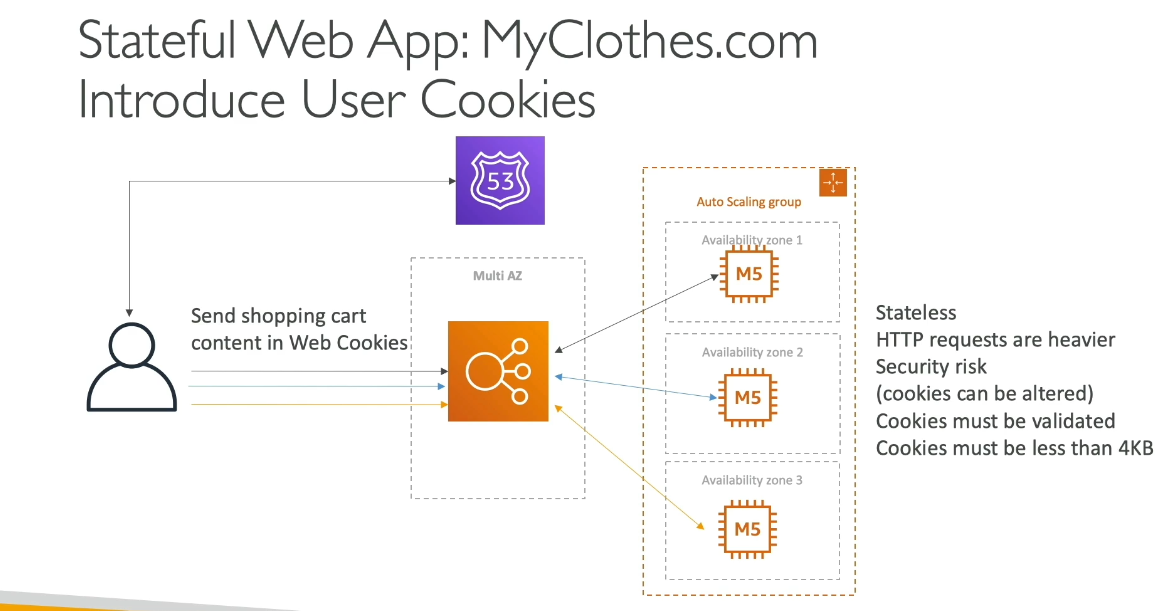 Stateful Web App: MyClothes.com
Introduce User Cookies
53
Auto Scaling group
Availability zone 1
M5
Multi AZ
Send shopping cart
content in Web Cookies
Availability zone 2
M5
Availability zone 3
M5
Stateless
HTTP requests are heavier
Security risk
(cookies can be altered)
Cookies must be validated
Cookies must be less than 4KB